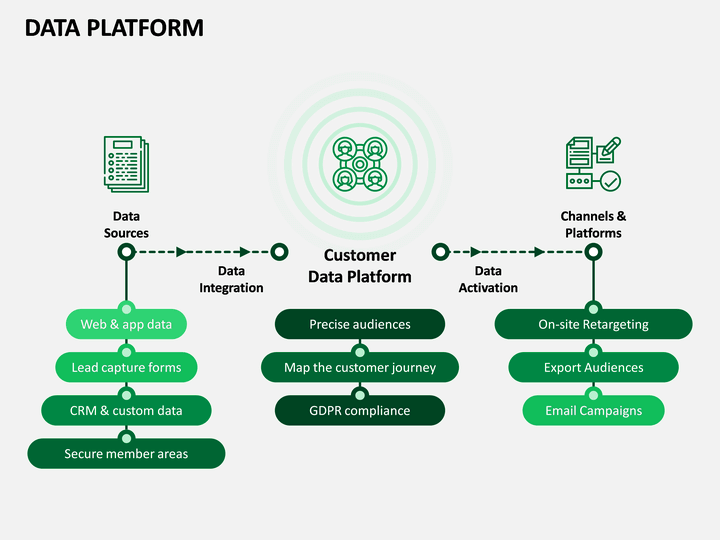 DATA PLATFORM
Data
Sources
Data
Integration
Customer
Data Platform
Data
Activation
Channels &
Platforms
Web & app data
Lead capture forms
CRM & custom data
Secure member areas
Precise audiences
Map the customer journey
GDPR compliance
On-site Retargeting
Export Audiences
Email Campaigns